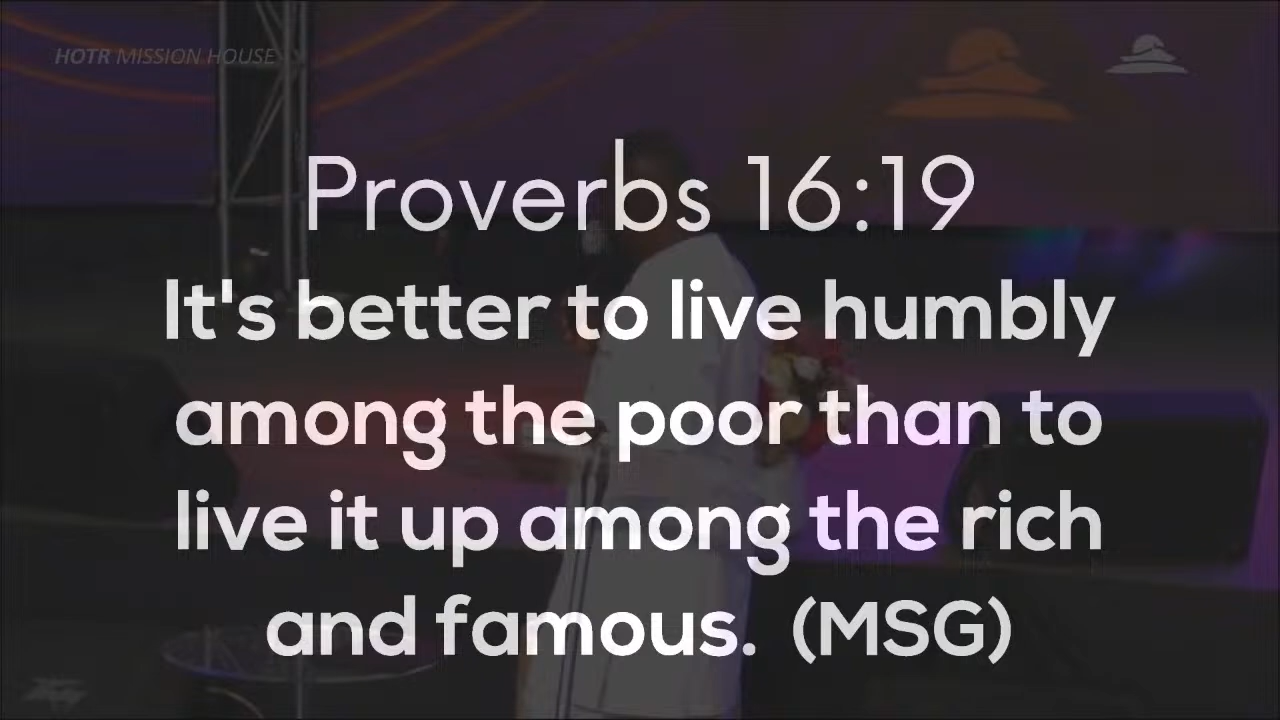 HOTR MISSION HOUSE
Proverbs 16:19
It's better to live humbly
among the poor than to
live it up among the rich
and famous. (MSG)